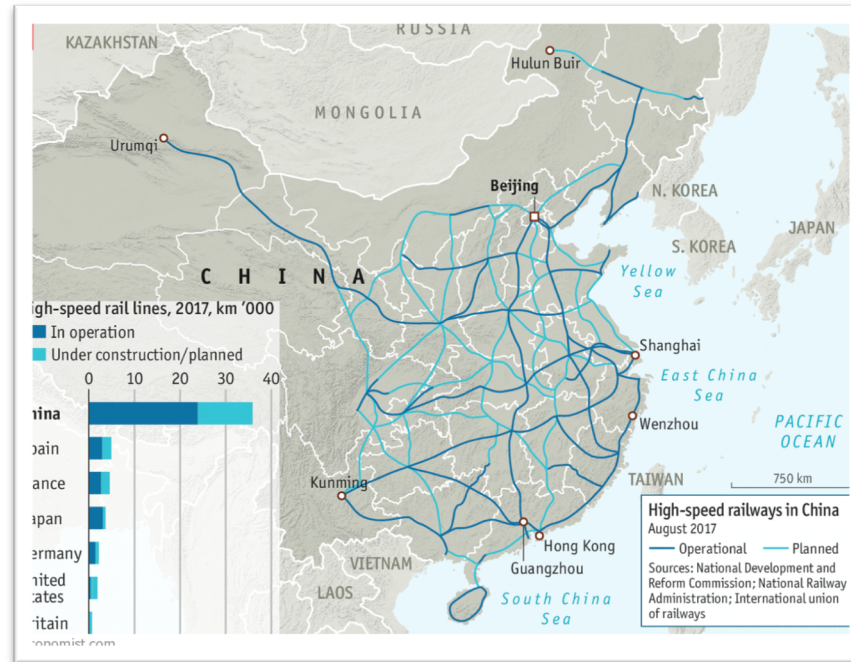 RUSSIA
KAZAKHSTAN
Hulun Buir
MONGOLIA
Urumqi
Beijing
N. KOREA
JAPAN
S. KOREA
CHINA
Yellow
Sea
igh-speed rail lines, 2017, km ’000
In operation
Under construction/planned
0 10 20 30 40
hina
pain
ance
apan
ermany
nited
tates
ritain
conomist.com
Shanghai
East China
Sea
Wenzhou
PACIFIC
OCEAN
Kunming
TAIWAN
750 km
Hong Kong
Guangzhou
VIETNAM
LAOS
South China
Sea
High-speed railways in China
August 2017
Operational Planned
Sources: National Development and
Reform Commission; National Railway
Administration; International union
of railways